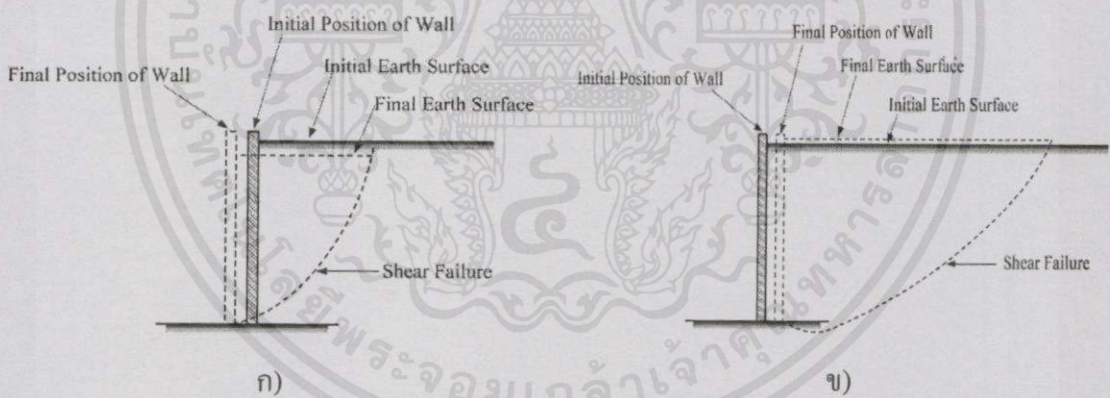 Initial Position of Wall
Final Position of Wall
Initial Earth Surface
Final Earth Surface
Shear Failure
ก)
Final Position of Wall
Final Earth Surface
Initial Position of Wall
Initial Earth Surface
Shear Failure
ข)